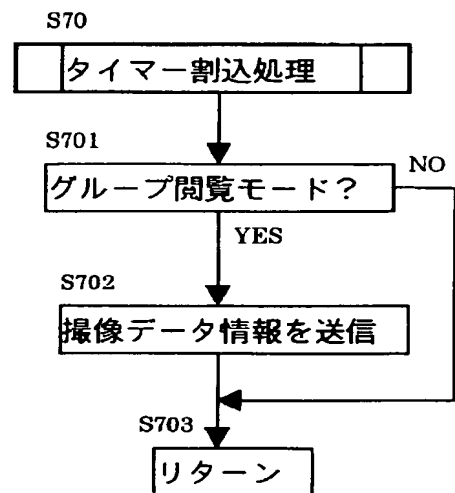 S70
タイマー割込処理
S701
グループ閲覧モード？
NO
YES
S702
撮像データ情報を送信
S703
リターン